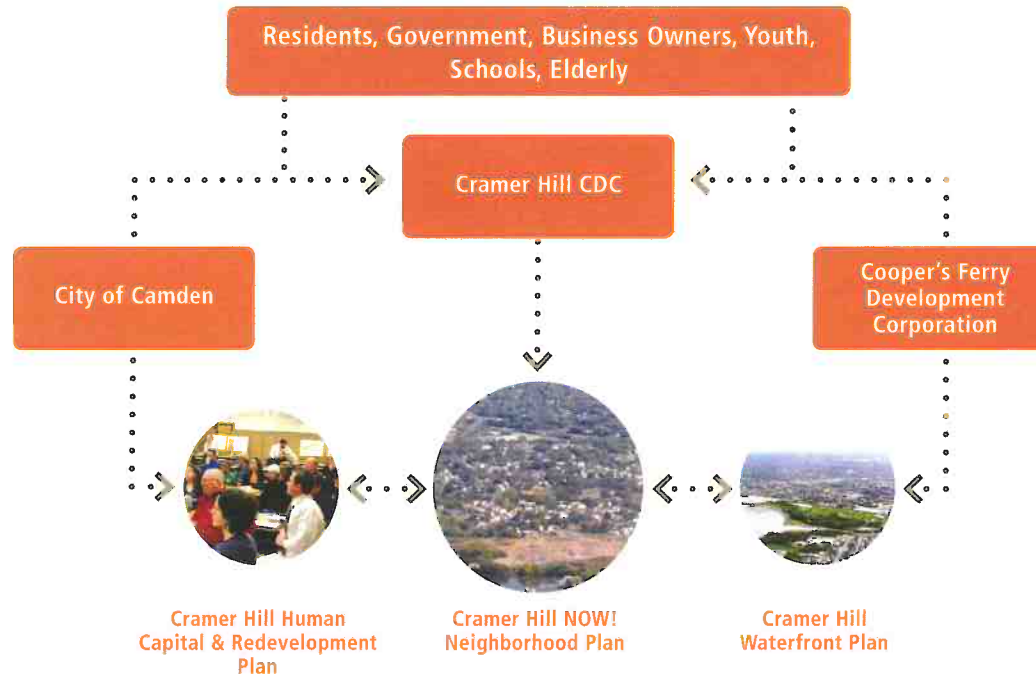 Residents, Government, Business Owners, Youth,
Schools, Elderly
Cramer Hill CDC
City of Camden
Cooper's Ferry
Development
Corporation
Cramer Hill Human
Capital & Redevelopment
Plan
Cramer Hill NOW!
Neighborhood Plan
Cramer Hill
Waterfront Plan